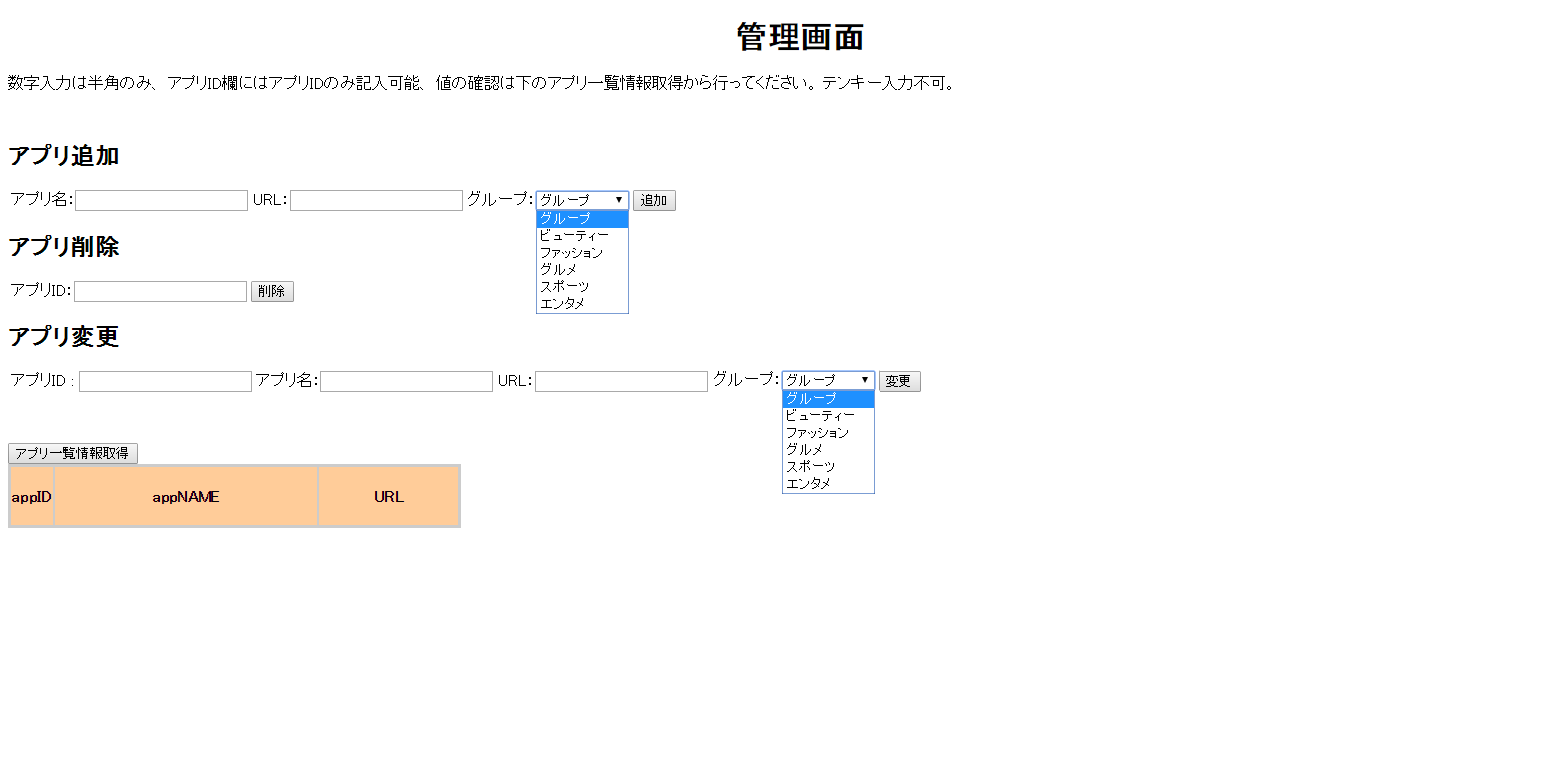 管理画面
数字入力は半角のみ、アプリID欄にはアプリIDのみ記入可能、値の確認は下のアプリ一覧情報取得から行ってください。テンキー入力不可。
アプリ追加
アプリ名: URL: グループ: グループ ▼ 追加
グループ
ビューティー
ファッション
グルメ
スポーツ
エンタメ
アプリ削除
アプリID: 削除
アプリ変更
アプリID : アプリ名: URL: グループ: グループ ▼ 変更
グループ
ビューティー
ファッション
グルメ
スポーツ
エンタメ
アプリ一覧情報取得
appID appNAME URL